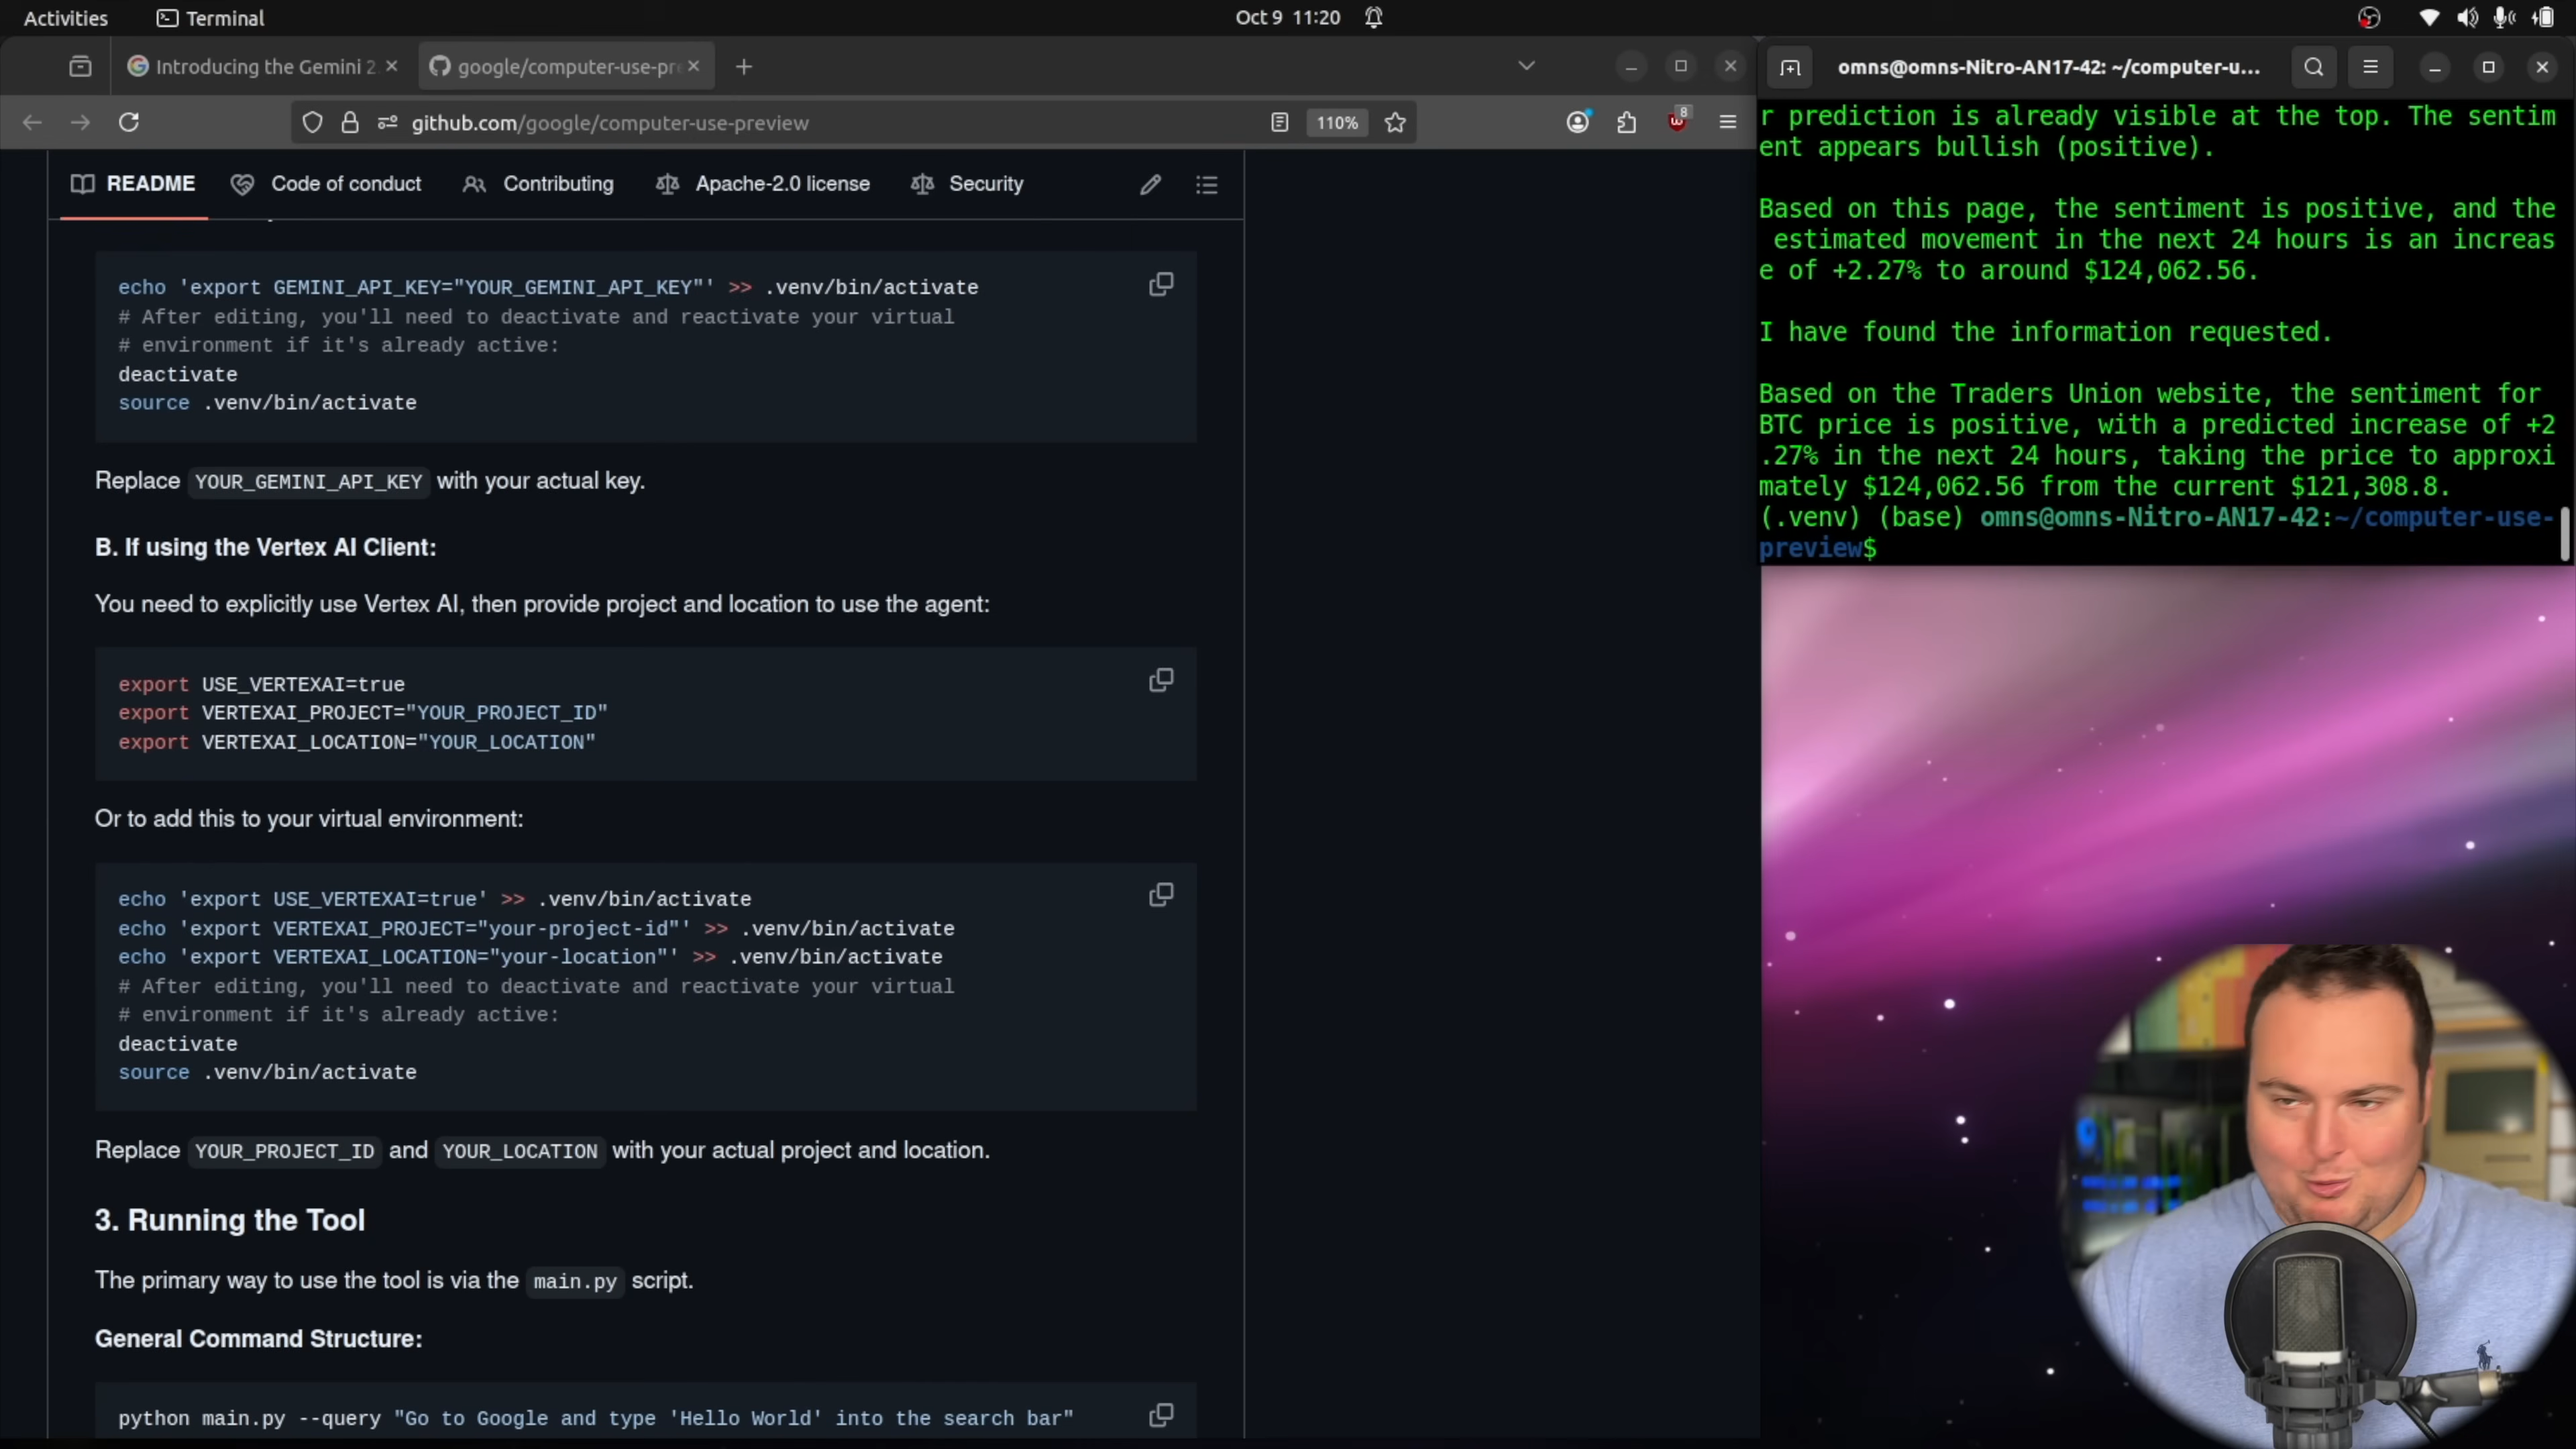 Activities
Terminal
Oct 9 11:20
Introducing the Gemini 2
google/computer-use-pr
github.com/google/computer-use-preview
110%
8
README
Code of conduct
Contributing
Apache-2.0 license
Security
echo 'export GEMINI_API_KEY="YOUR_GEMINI_API_KEY"' >> .venv/bin/activate
# After editing, you'll need to deactivate and reactivate your virtual
# environment if it's already active:
deactivate
source .venv/bin/activate
Replace YOUR_GEMINI_API_KEY with your actual key.
B. If using the Vertex AI Client:
You need to explicitly use Vertex AI, then provide project and location to use the agent:
export USE_VERTEXAI=true
export VERTEXAI_PROJECT="YOUR_PROJECT_ID"
export VERTEXAI_LOCATION="YOUR_LOCATION"
Or to add this to your virtual environment:
echo 'export USE_VERTEXAI=true' >> .venv/bin/activate
echo 'export VERTEXAI_PROJECT="your-project-id"' >> .venv/bin/activate
echo 'export VERTEXAI_LOCATION="your-location"' >> .venv/bin/activate
# After editing, you'll need to deactivate and reactivate your virtual
# environment if it's already active:
deactivate
source .venv/bin/activate
Replace YOUR_PROJECT_ID and YOUR_LOCATION with your actual project and location.
3. Running the Tool
The primary way to use the tool is via the main.py script.
General Command Structure:
python main.py --query "Go to Google and type 'Hello World' into the search bar"
omns@omns-Nitro-AN17-42: ~/computer-u...
r prediction is already visible at the top. The sentim
ent appears bullish (positive).
Based on this page, the sentiment is positive, and the
estimated movement in the next 24 hours is an increas
e of +2.27% to around $124,062.56.
I have found the information requested.
Based on the Traders Union website, the sentiment for
BTC price is positive, with a predicted increase of +2
.27% in the next 24 hours, taking the price to approxi
mately $124,062.56 from the current $121,308.8.
(.venv) (base) omns@omns-Nitro-AN17-42:~/computer-use-
preview$